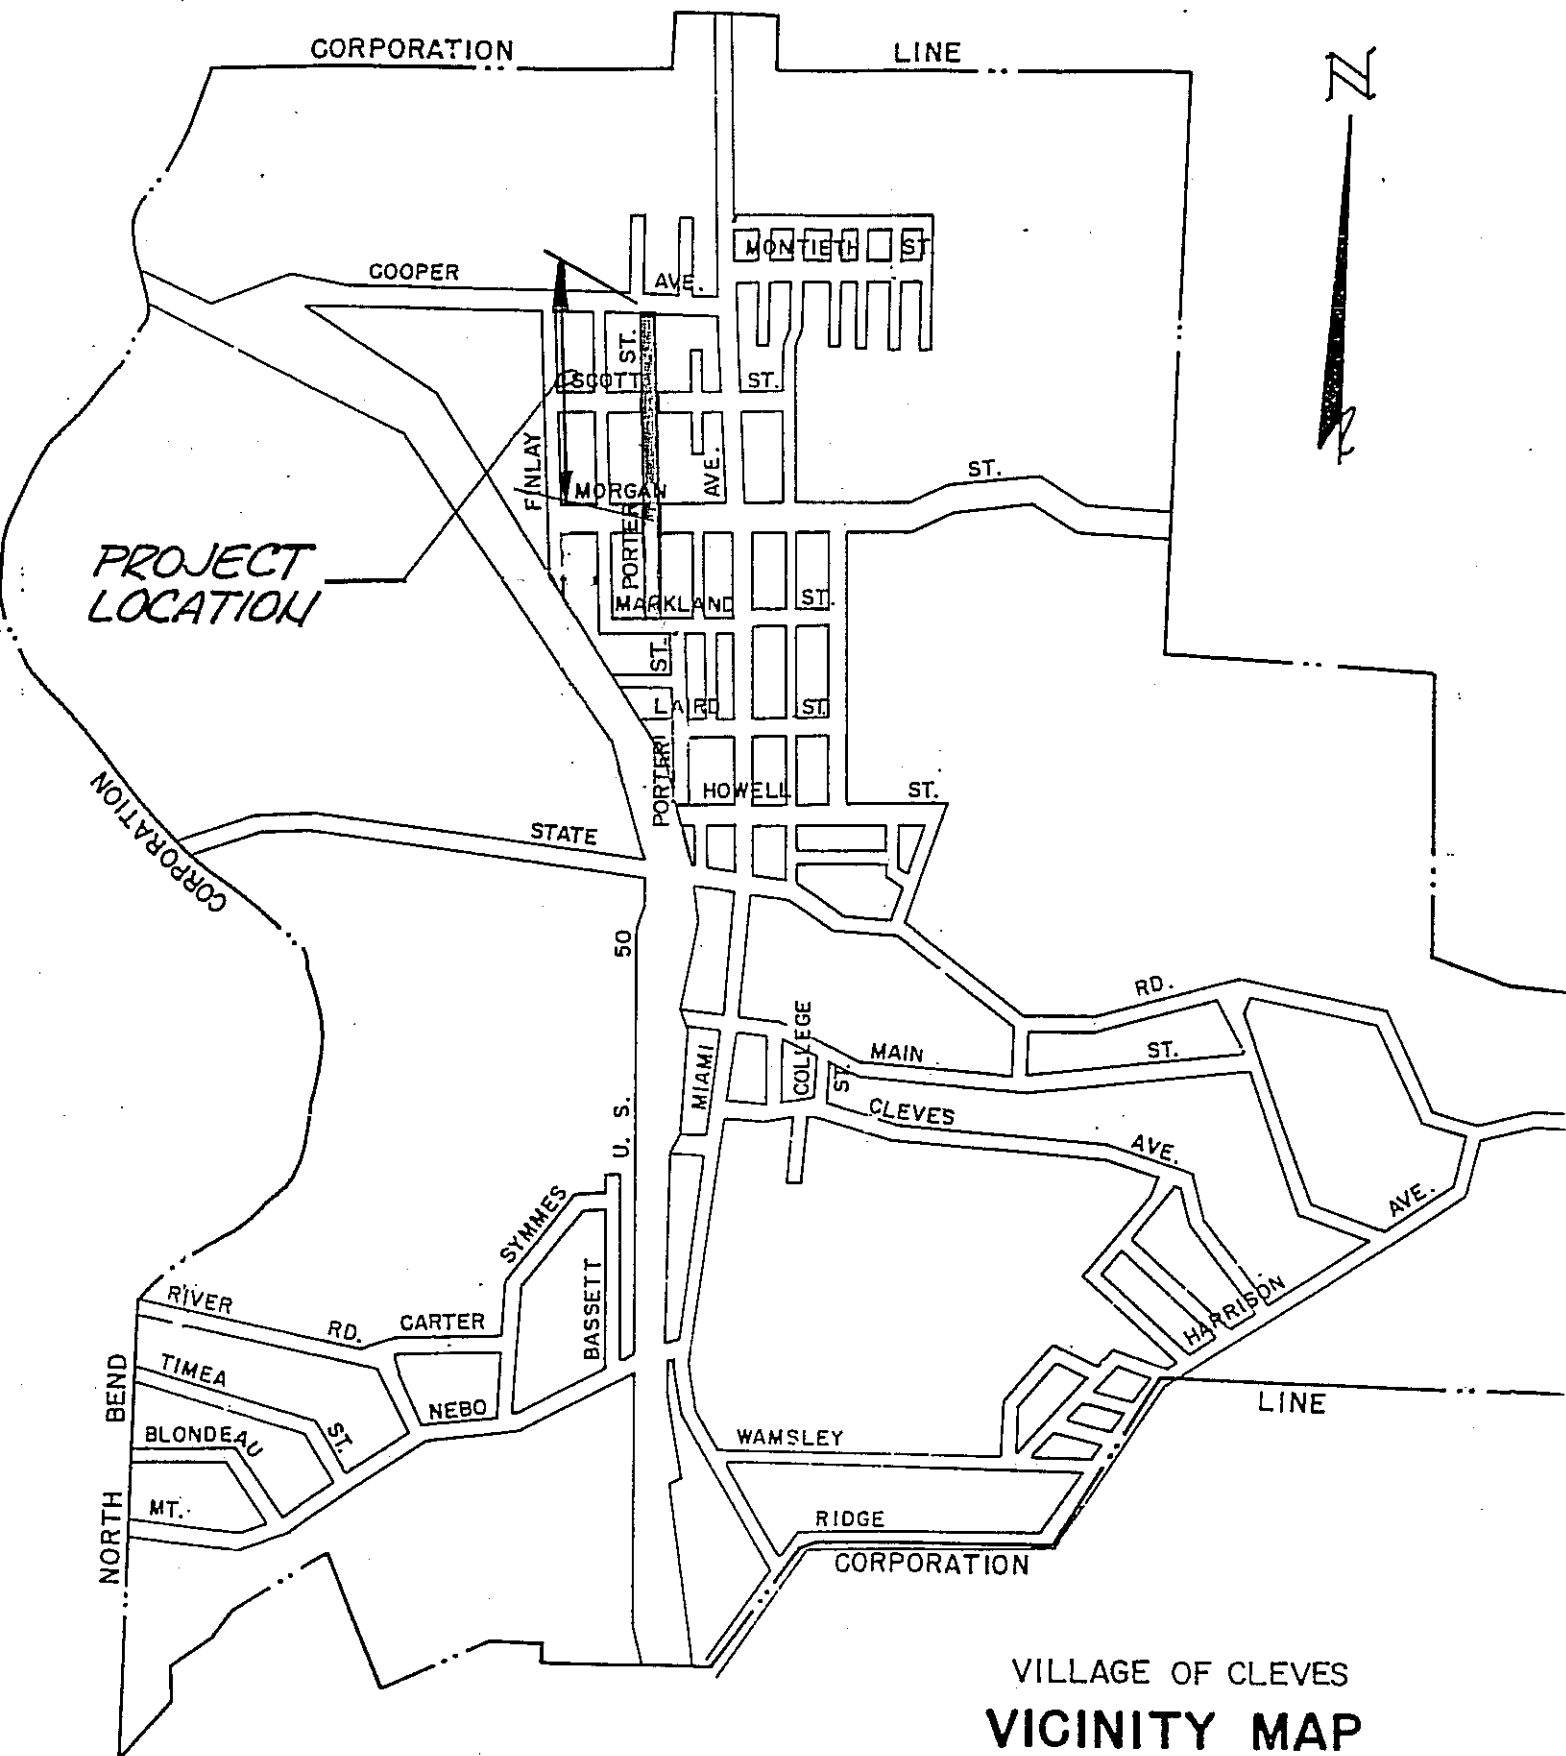 CORPORATION LINE
N
MONTIETH ST
COOPER AVE.
ST.
SCOTT ST.
FINLAY
AVE.
ST.
MORGAN
PORTER
PROJECT
LOCATION
MARKLAND ST.
ST.
LAIRD ST.
PORTER
HOWELL ST.
CORPORATION
STATE
50
RD.
COLLEGE
MAIN ST.
MIAMI
ST.
CLEVES
U. S.
AVE.
SYMMES
AVE.
BASSETT
RIVER
RD.
CARTER
HARRISON
TIMEA
ST.
NORTH BEND
NEBO
LINE
BLONDEAU
WAMSLEY
MT.
RIDGE
CORPORATION
VILLAGE OF CLEVES
VICINITY MAP